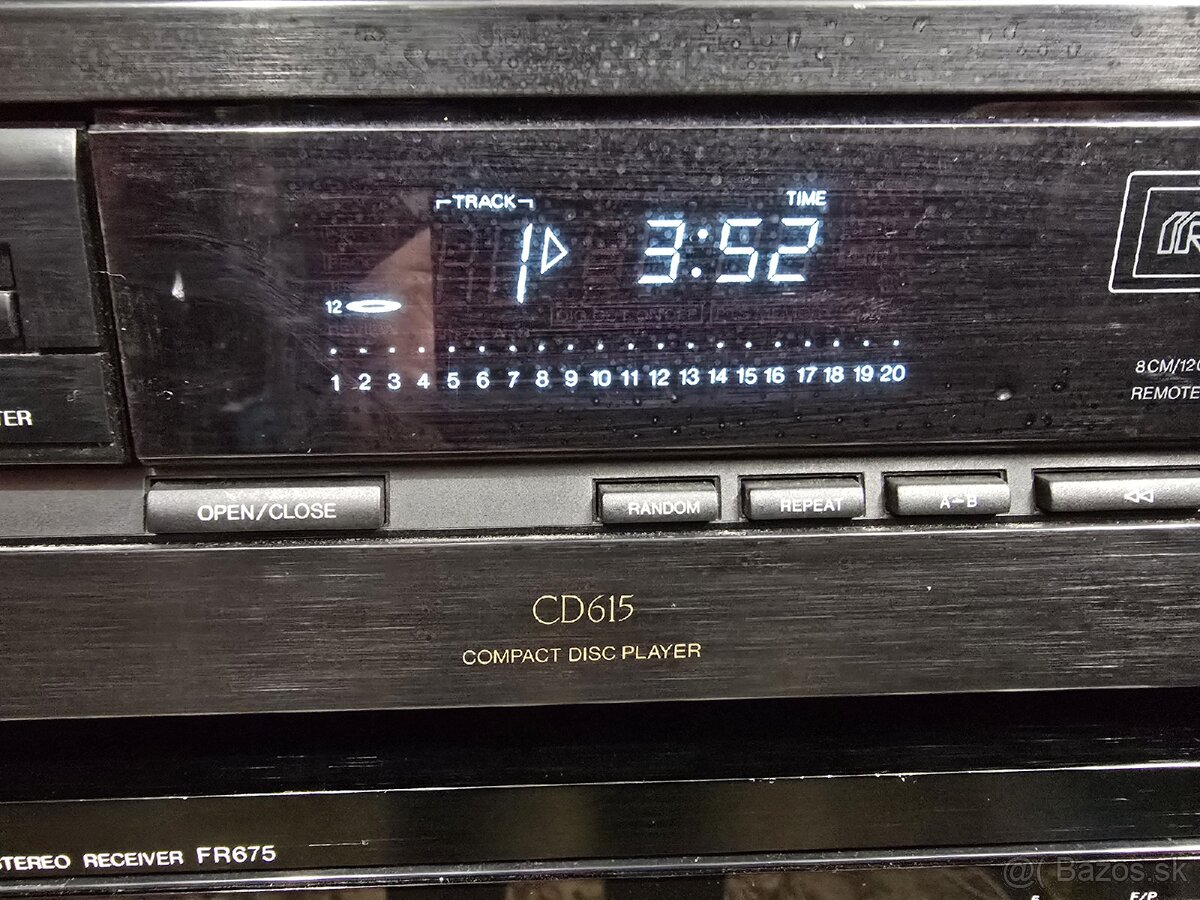 TRACK TIME
1 3:52
12
1 2 3 4 5 6 7 8 9 10 11 12 13 14 15 16 17 18 19 20
8CM/12
REMOTE
TER
OPEN/CLOSE RANDOM REPEAT A-B
CD615
COMPACT DISC PLAYER
STEREO RECEIVER FR675
@( Bazos.sk
F/P